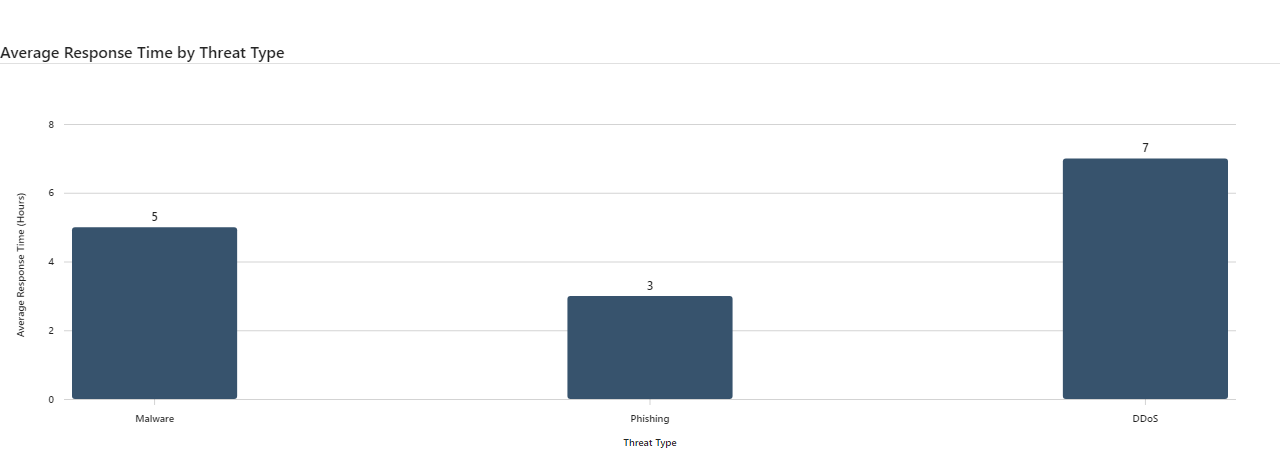 Average Response Time by Threat Type
Average Response Time (Hours)
8
6
4
2
0
5
3
7
Malware
Phishing
DDoS
Threat Type